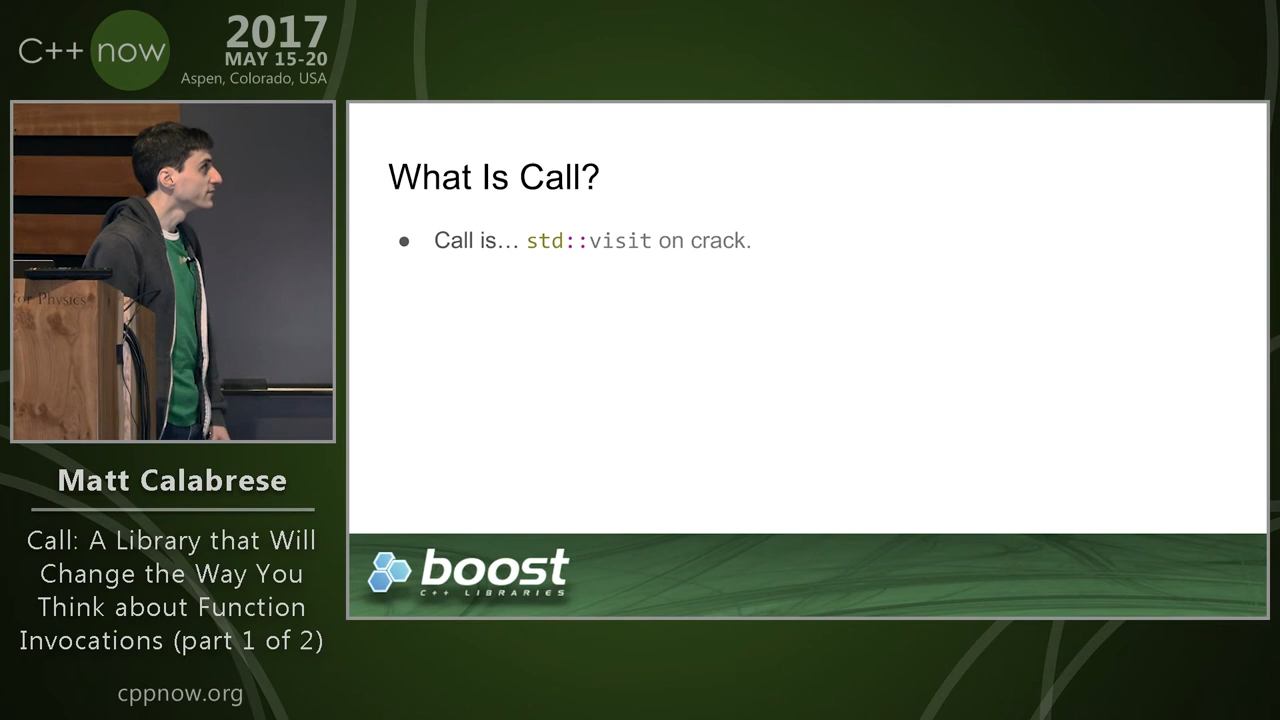 C++ now
2017
MAY 15-20
Aspen, Colorado, USA
for Physics
What Is Call?
● Call is… std::visit on crack.
boost
C++ LIBRARIES
Matt Calabrese
Call: A Library that Will
Change the Way You
Think about Function
Invocations (part 1 of 2)
cppnow.org